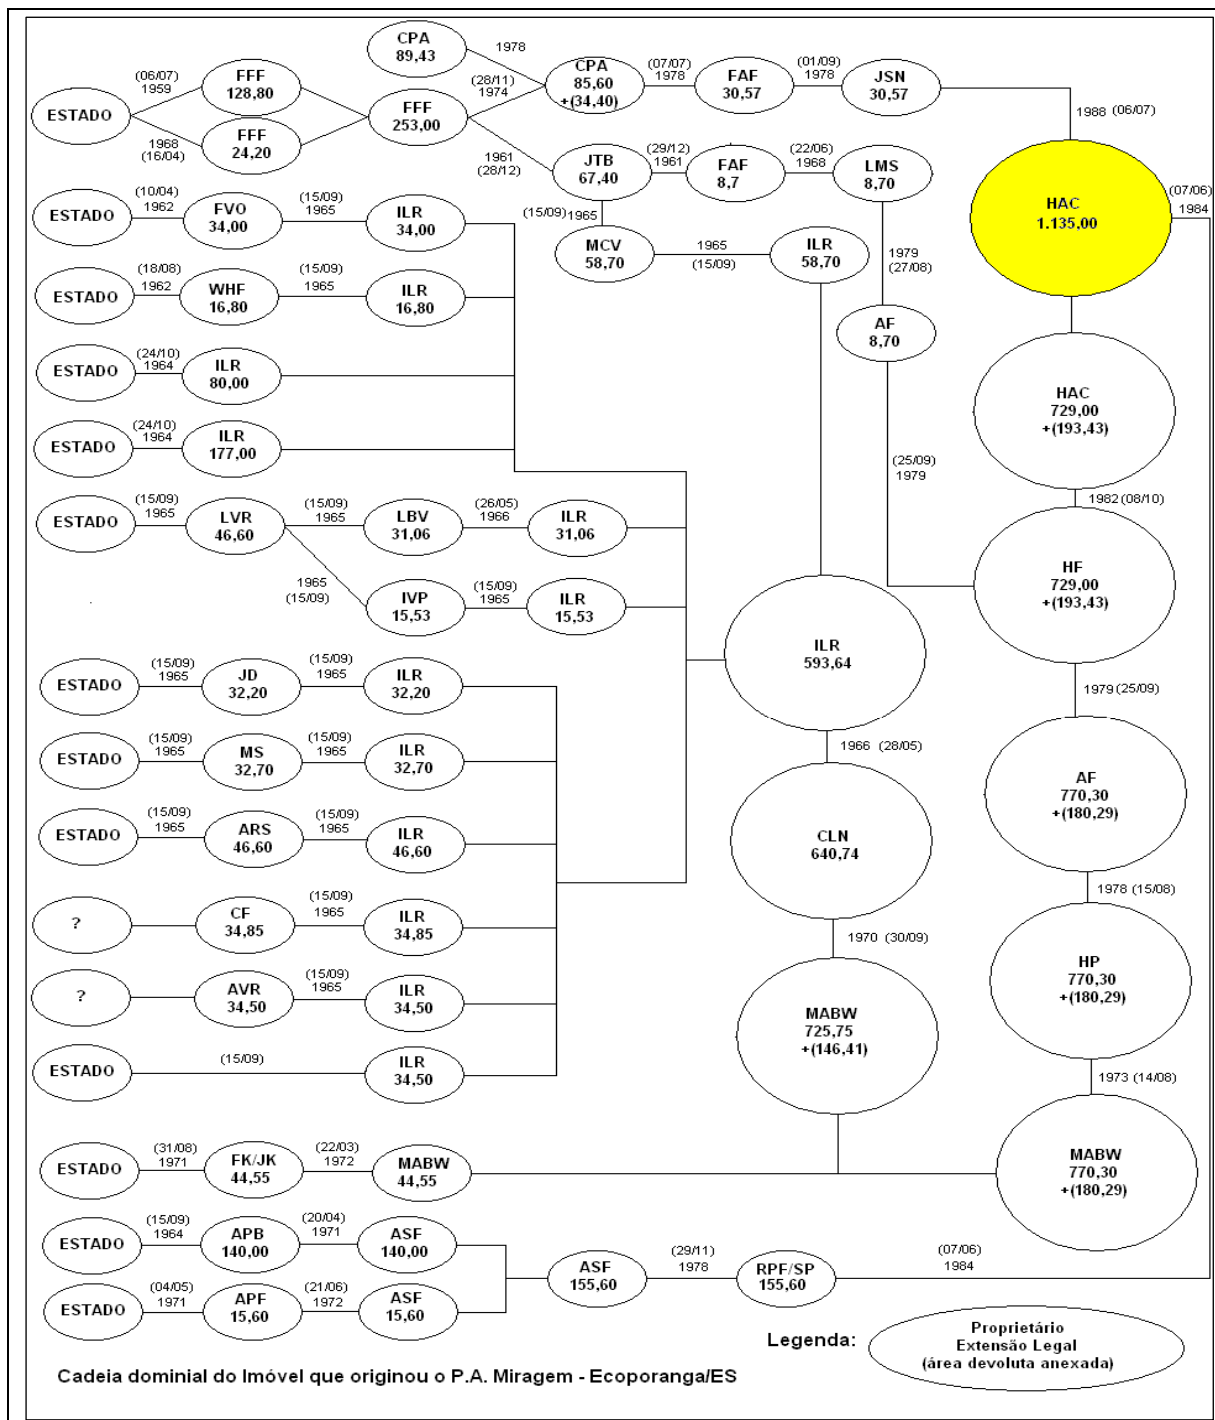 CPA
89,43
1978
(06/07)
1959
FFF
128,80
ESTADO
1968
(16/04)
FFF
24,20
FFF
253,00
(28/11)
1974
CPA
85,60
+(34,40)
(07/07)
1978
FAF
30,57
(01/09)
1978
JSN
30,57
1988 (06/07)
1961
(28/12)
JTB
67,40
(29/12)
1961
FAF
8,7
(22/06)
1968
LMS
8,70
HAC
1.135,00
(07/06)
1984
ESTADO
(10/04)
1962
FVO
34,00
(15/09)
1965
ILR
34,00
(15/09)1965
MCV
58,70
1965
(15/09)
ILR
58,70
1979
(27/08)
AF
8,70
ESTADO
(18/08)
1962
WHF
16,80
(15/09)
1965
ILR
16,80
ESTADO
(24/10)
1964
ILR
80,00
HAC
729,00
+(193,43)
ESTADO
(24/10)
1964
ILR
177,00
(25/09)
1979
1982 (08/10)
ESTADO
(15/09)
1965
LVR
46,60
(15/09)
1965
LBV
31,06
(26/05)
1966
ILR
31,06
HF
729,00
+(193,43)
1965
(15/09)
IVP
15,53
(15/09)
1965
ILR
15,53
ILR
593,64
ESTADO
(15/09)
1965
JD
32,20
(15/09)
1965
ILR
32,20
1979 (25/09)
ESTADO
(15/09)
1965
MS
32,70
(15/09)
1965
ILR
32,70
1966 (28/05)
AF
770,30
+(180,29)
ESTADO
(15/09)
1965
ARS
46,60
(15/09)
1965
ILR
46,60
CLN
640,74
1978 (15/08)
?
CF
34,85
(15/09)
1965
ILR
34,85
1970 (30/09)
HP
770,30
+(180,29)
?
AVR
34,50
(15/09)
1965
ILR
34,50
MABW
725,75
+(146,41)
ESTADO
(15/09)
ILR
34,50
1973 (14/08)
MABW
770,30
+(180,29)
ESTADO
(31/08)
1971
FK/JK
44,55
(22/03)
1972
MABW
44,55
ESTADO
(15/09)
1964
APB
140,00
(20/04)
1971
ASF
140,00
ASF
155,60
(29/11)
1978
RPF/SP
155,60
(07/06)
1984
ESTADO
(04/05)
1971
APF
15,60
(21/06)
1972
ASF
15,60
Legenda:
Proprietário
Extensão Legal
(área devoluta anexada)
Cadeia dominial do Imóvel que originou o P.A. Miragem - Ecoporanga/ES